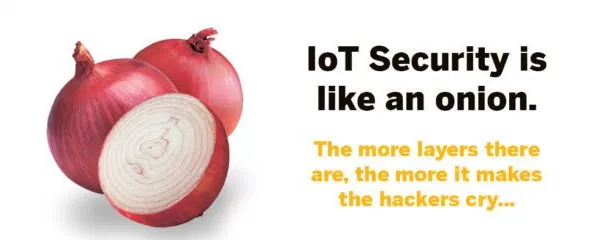 IoT Security is
like an onion.
The more layers there
are, the more it makes
the hackers cry...